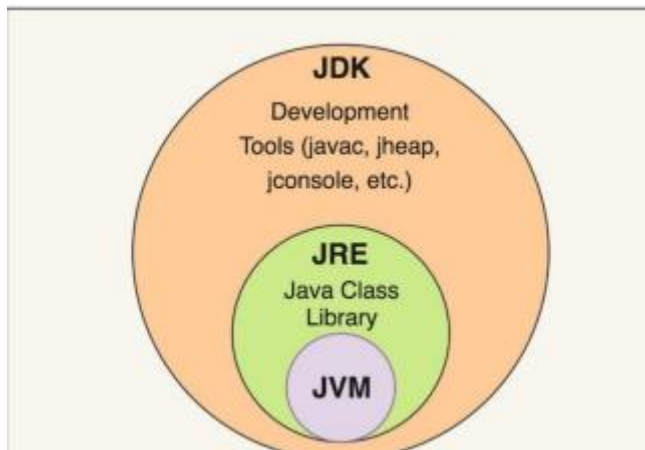 JDK
Development
Tools (javac, jheap,
jconsole, etc.)
JRE
Java Class
Library
JVM